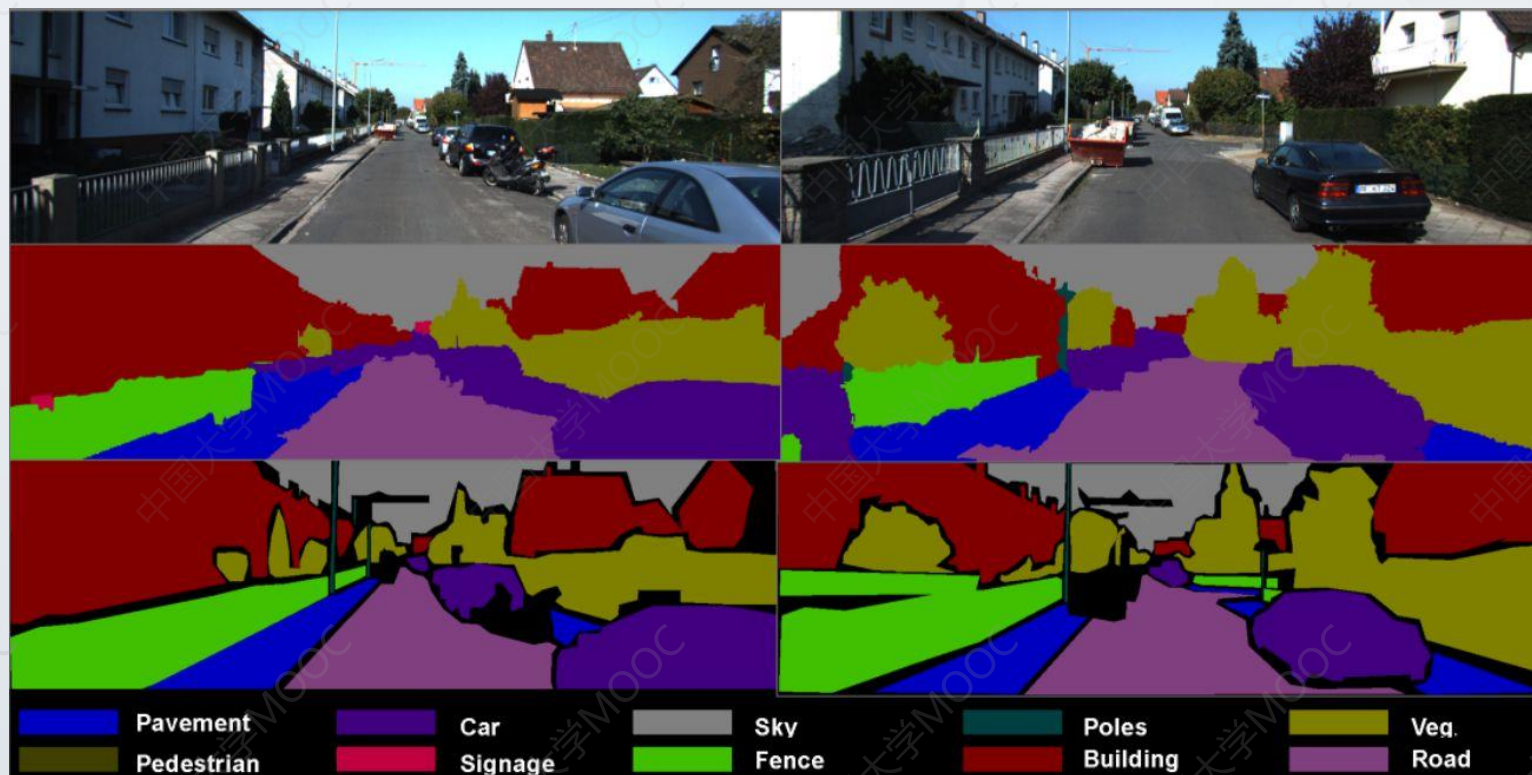 Pavement Car Sky Poles Veg.
Pedestrian Signage Fence Building Road
中国大学MOOC